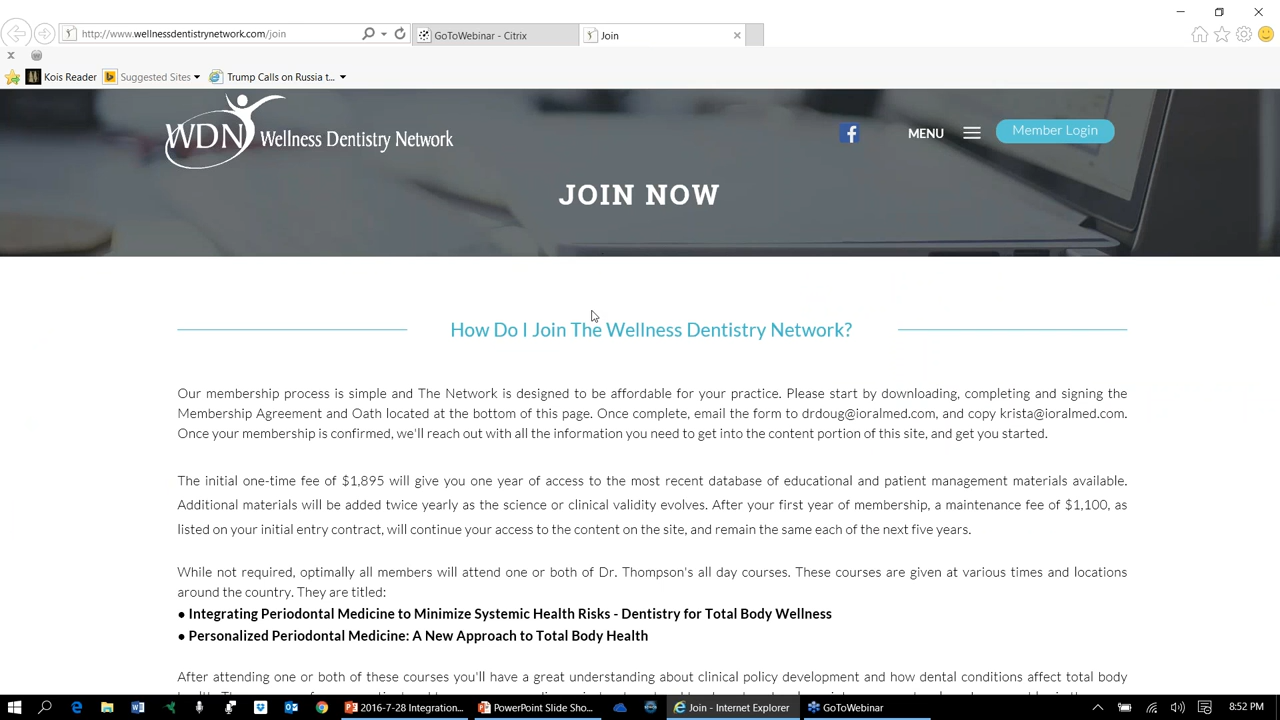 http://www.wellnessdentistrynetwork.com/join
GoToWebinar - Citrix
Join
x
Kois Reader
Suggested Sites
Trump Calls on Russia t...
WDN Wellness Dentistry Network
MENU
Member Login
JOIN NOW
How Do I Join The Wellness Dentistry Network?
Our membership process is simple and The Network is designed to be affordable for your practice. Please start by downloading, completing and signing the
Membership Agreement and Oath located at the bottom of this page. Once complete, email the form to drdoug@ioralmed.com, and copy krista@ioralmed.com.
Once your membership is confirmed, we'll reach out with all the information you need to get into the content portion of this site, and get you started.
The initial one-time fee of $1,895 will give you one year of access to the most recent database of educational and patient management materials available.
Additional materials will be added twice yearly as the science or clinical validity evolves. After your first year of membership, a maintenance fee of $1,100, as
listed on your initial entry contract, will continue your access to the content on the site, and remain the same each of the next five years.
While not required, optimally all members will attend one or both of Dr. Thompson's all day courses. These courses are given at various times and locations
around the country. They are titled:
● Integrating Periodontal Medicine to Minimize Systemic Health Risks - Dentistry for Total Body Wellness
● Personalized Periodontal Medicine: A New Approach to Total Body Health
After attending one or both of these courses you'll have a great understanding about clinical policy development and how dental conditions affect total body
2016-7-28 Integration...
PowerPoint Slide Sho...
Join - Internet Explorer
GoToWebinar
8:52 PM